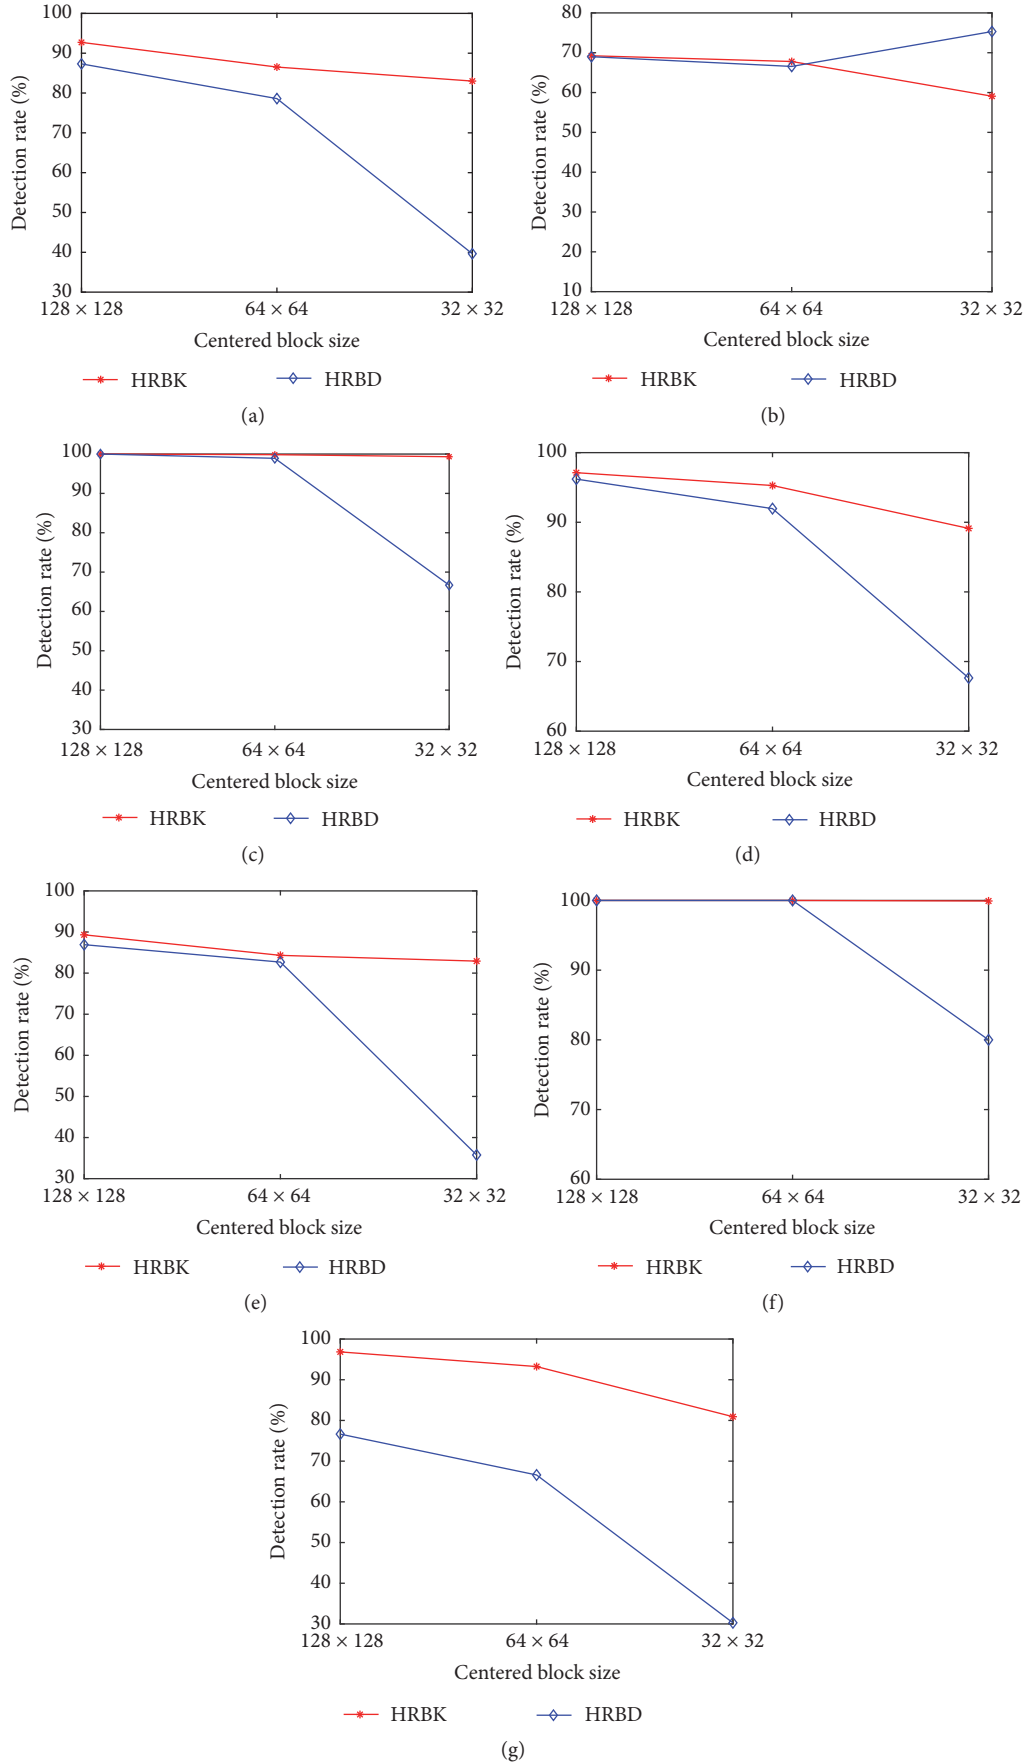 100
90
80
70
60
50
40
30
Detection rate (%)
128 × 128
64 × 64
32 × 32
Centered block size
HRBK
HRBD
(a)
80
70
60
50
40
30
70
10
Detection rate (%)
128 × 128
64 × 64
32 × 32
Centered block size
HRBK
HRBD
(b)
100
90
80
70
60
50
40
30
Detection rate (%)
128 × 128
64 × 64
32 × 32
Centered block size
HRBK
HRBD
(c)
100
90
80
70
60
Detection rate (%)
128 × 128
64 × 64
32 × 32
Centered block size
HRBK
HRBD
(d)
100
90
80
70
60
50
40
30
Detection rate (%)
128 × 128
64 × 64
32 × 32
Centered block size
HRBK
HRBD
(e)
100
90
80
70
60
Detection rate (%)
128 × 128
64 × 64
32 × 32
Centered block size
HRBK
HRBD
(f)
100
90
80
70
60
50
40
30
Detection rate (%)
128 × 128
64 × 64
32 × 32
Centered block size
HRBK
HRBD
(g)